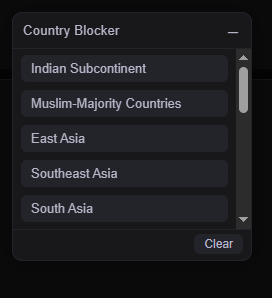 Country Blocker
Indian Subcontinent
Muslim-Majority Countries
East Asia
Southeast Asia
South Asia
Clear